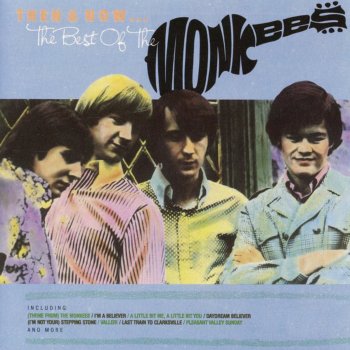 THEN & NOW...
The Best Of The
MONKEES
INCLUDING
(THEME FROM) THE MONKEES / I'M A BELIEVER / A LITTLE BIT ME, A LITTLE BIT YOU / DAYDREAM BELIEVER
(I'M NOT YOUR) STEPPING STONE / VALLERI / LAST TRAIN TO CLARKSVILLE / PLEASANT VALLEY SUNDAY
AND MORE